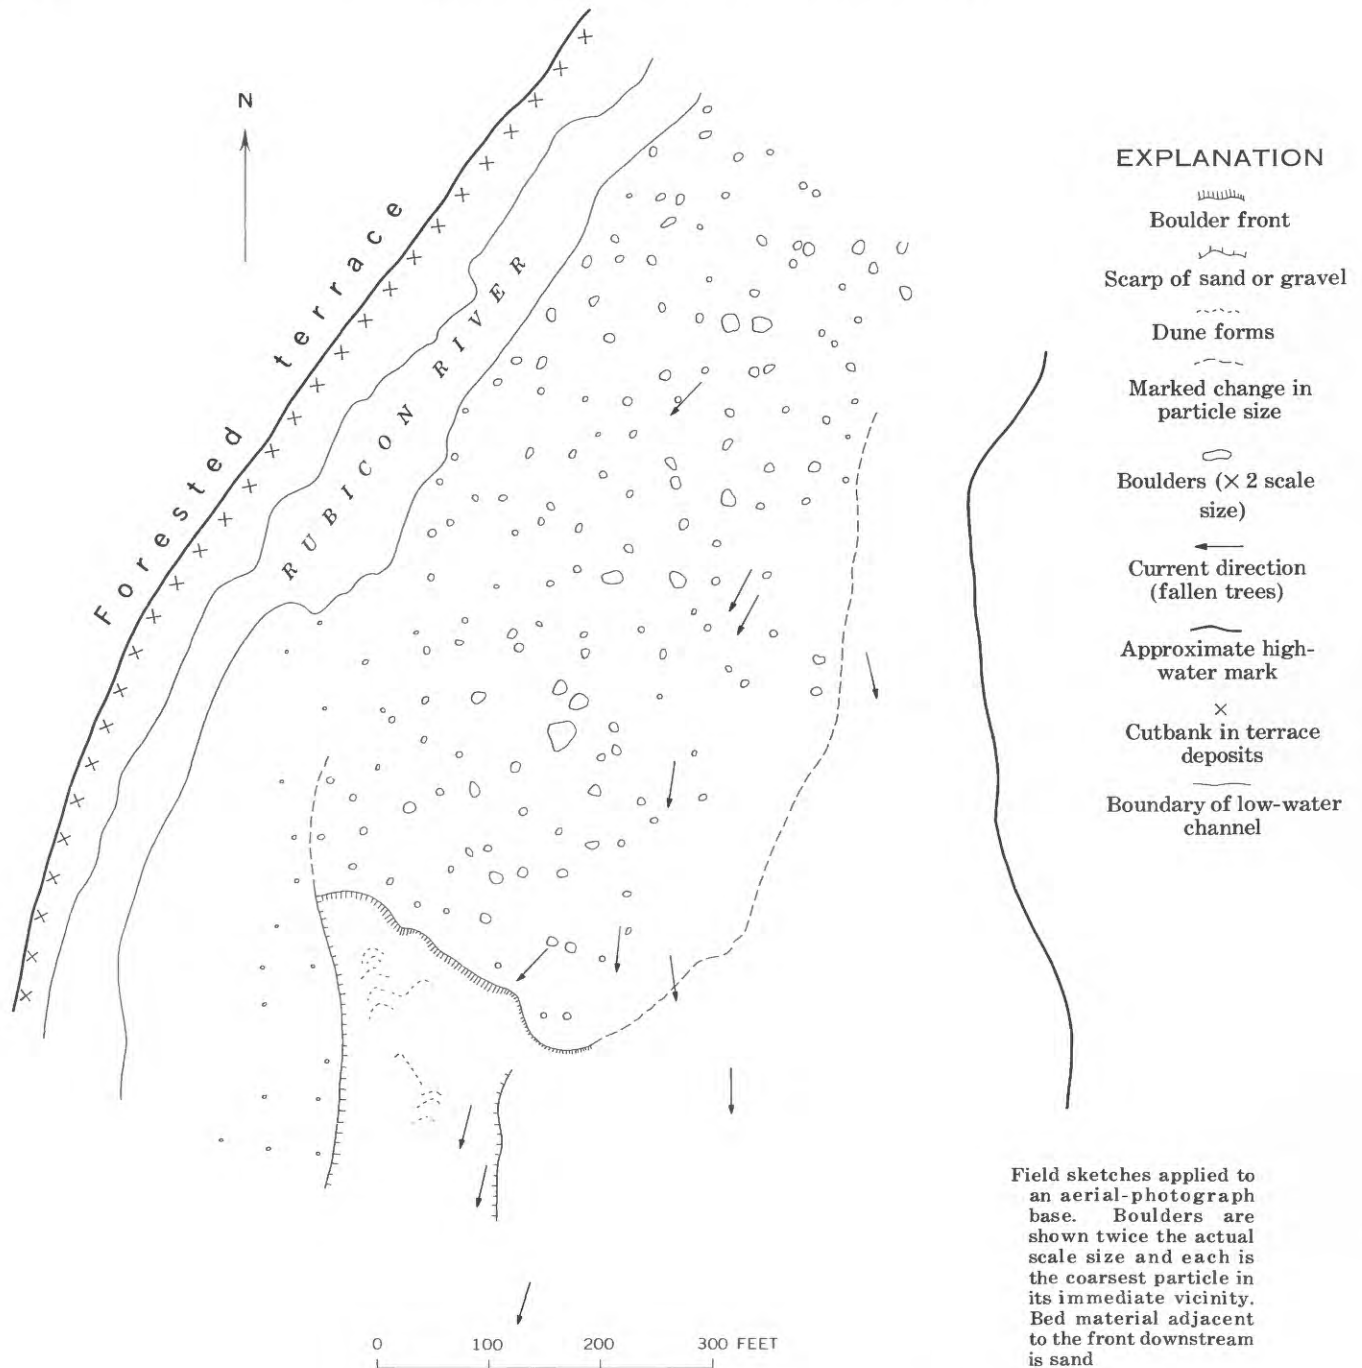 N
Forested terrace
RUBICON RIVER
EXPLANATION
Boulder front
Scarp of sand or gravel
Dune forms
Marked change in
particle size
Boulders (× 2 scale
size)
Current direction
(fallen trees)
Approximate high-
water mark
Cutbank in terrace
deposits
Boundary of low-water
channel
Field sketches applied to
an aerial-photograph
base. Boulders are
shown twice the actual
scale size and each is
the coarsest particle in
its immediate vicinity.
Bed material adjacent
to the front downstream
is sand
0 100 200 300 FEET